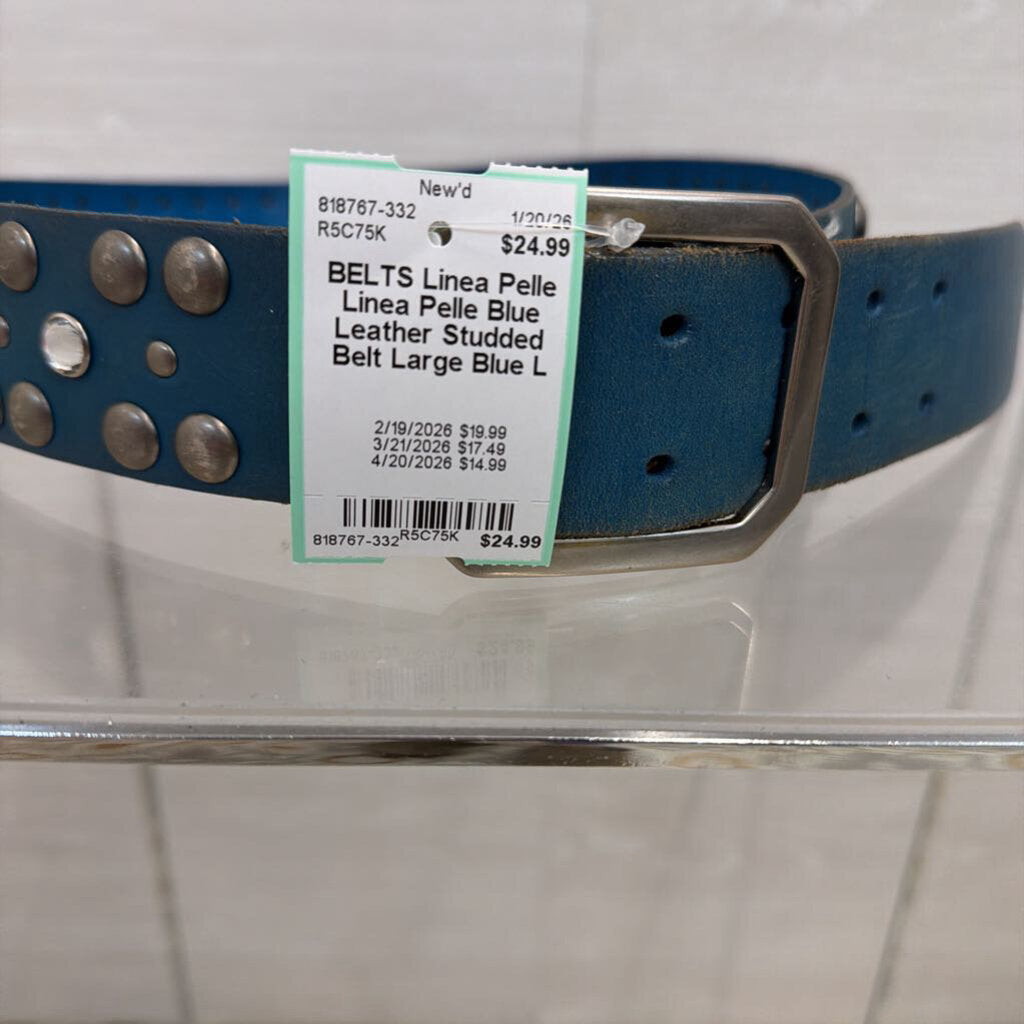 New'd
818767-332 1/20/26
R5C75K $24.99
BELTS Linea Pelle
Linea Pelle Blue
Leather Studded
Belt Large Blue L
2/19/2026 $19.99
3/21/2026 $17.49
4/20/2026 $14.99
818767-332 R5C75K $24.99